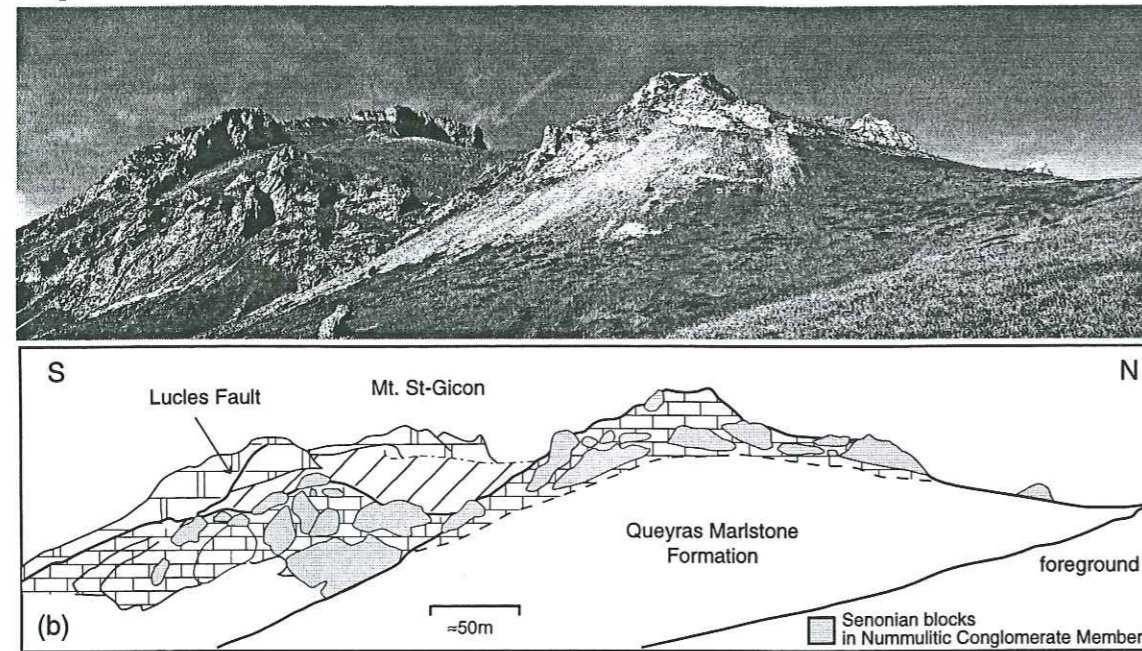 S
N
Mt. St-Gicon
Lucles Fault
Queyras Marlstone
Formation
foreground
(b)
≈50m
Senonian blocks
in Nummulitic Conglomerate Member